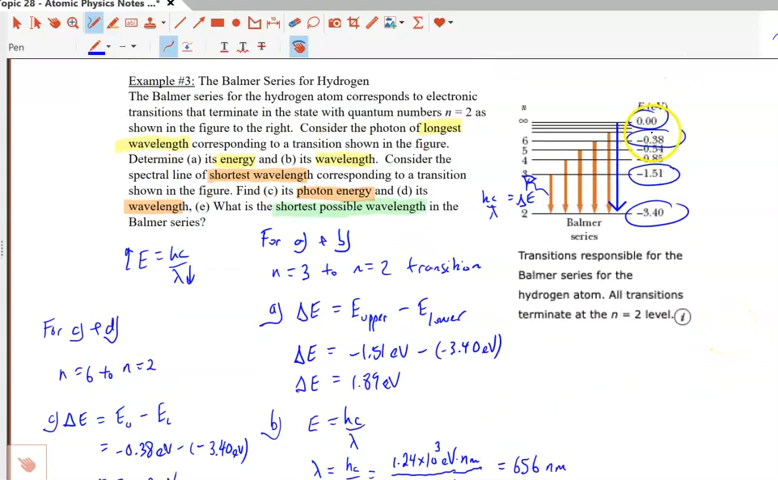 Topic 28 - Atomic Physics Notes ...* ×
Pen
T T T
Example #3: The Balmer Series for Hydrogen
The Balmer series for the hydrogen atom corresponds to electronic
transitions that terminate in the state with quantum numbers n = 2 as
shown in the figure to the right. Consider the photon of longest
wavelength corresponding to a transition shown in the figure.
Determine (a) its energy and (b) its wavelength. Consider the
spectral line of shortest wavelength corresponding to a transition
shown in the figure. Find (c) its photon energy and (d) its
wavelength, (e) What is the shortest possible wavelength in the
Balmer series?
n E(eV)
∞ 0.00
6 -0.38
5 -0.54
4 -0.85
3 -1.51
hc/λ = ΔE
2 -3.40
Balmer
series
Transitions responsible for the
Balmer series for the
hydrogen atom. All transitions
terminate at the n = 2 level. i
↑E = hc/λ↓
For a) + b)
n = 3 to n = 2 transition
a) ΔE = Eupper - Elower
ΔE = -1.51 eV - (-3.40 eV)
ΔE = 1.89 eV
b) E = hc/λ
λ = hc = 1.24×10³ eV·nm = 656 nm
For c) + d)
n = 6 to n = 2
c) ΔE = Eu - EL
= -0.38 eV - (-3.40 eV)